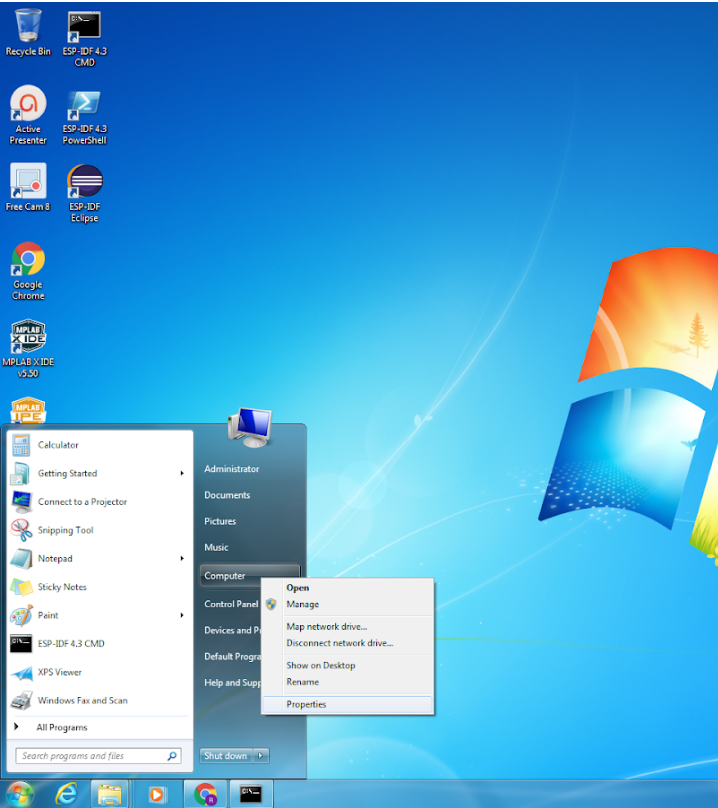 Recycle Bin
ESP-IDF 4.3
CMD
Active
Presenter
ESP-IDF 4.3
PowerShell
Free Cam 8
ESP-IDF
Eclipse
Google
Chrome
MPLAB
X IDE
MPLAB X IDE
v5.50
MPLAB
IPE
Calculator
Getting Started
Connect to a Projector
Snipping Tool
Notepad
Sticky Notes
Paint
ESP-IDF 4.3 CMD
XPS Viewer
Windows Fax and Scan
All Programs
Search programs and files
Administrator
Documents
Pictures
Music
Computer
Control Panel
Devices and P
Default Progra
Help and Supp
Shut down
Open
Manage
Map network drive...
Disconnect network drive...
Show on Desktop
Rename
Properties